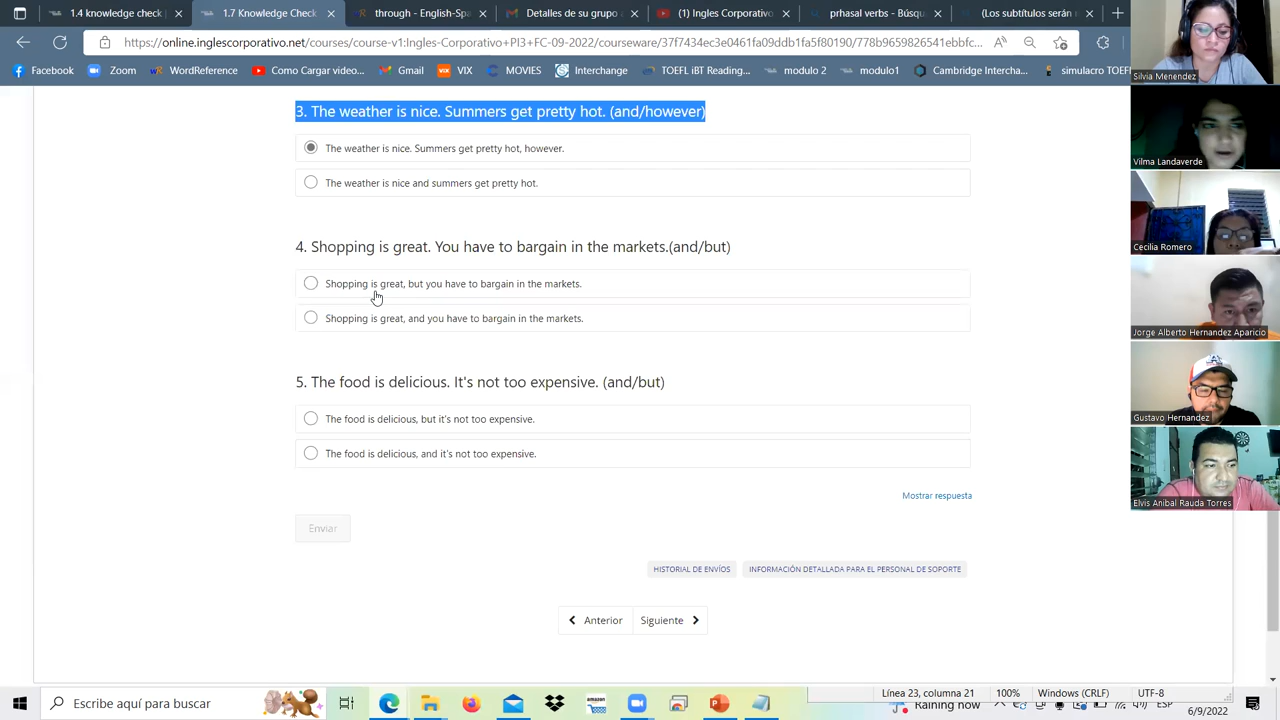 1.4 knowledge check |
1.7 Knowledge Check |
through - English-Spa
Detalles de su grupo
(1) Ingles Corporativo
prhasal verbs - Búsqu
(Los subtítulos serán
https://online.inglescorporativo.net/courses/course-v1:Ingles-Corporativo+PI3+FC-09-2022/courseware/37f7434ec3e0461fa09ddb1fa5f80190/778b9659826541ebbfc...
Facebook
Zoom
WordReference
Como Cargar video...
Gmail
VIX
MOVIES
Interchange
TOEFL iBT Reading...
modulo 2
modulo1
Cambridge Intercha...
simulacro TOEFL
3. The weather is nice. Summers get pretty hot. (and/however)
The weather is nice. Summers get pretty hot, however.
The weather is nice and summers get pretty hot.
4. Shopping is great. You have to bargain in the markets.(and/but)
Shopping is great, but you have to bargain in the markets.
Shopping is great, and you have to bargain in the markets.
5. The food is delicious. It's not too expensive. (and/but)
The food is delicious, but it's not too expensive.
The food is delicious, and it's not too expensive.
Mostrar respuesta
Enviar
HISTORIAL DE ENVÍOS
INFORMACIÓN DETALLADA PARA EL PERSONAL DE SOPORTE
Anterior
Siguiente
Silvia Menéndez
Vilma Landaverde
Cecilia Romero
Jorge Alberto Hernandez Aparicio
Gustavo Hernandez
Elvis Anibal Rauda Torres
Línea 23, columna 21
100%
Windows (CRLF)
UTF-8
Escribe aquí para buscar
amazon
Raining now
ESP
6/9/2022